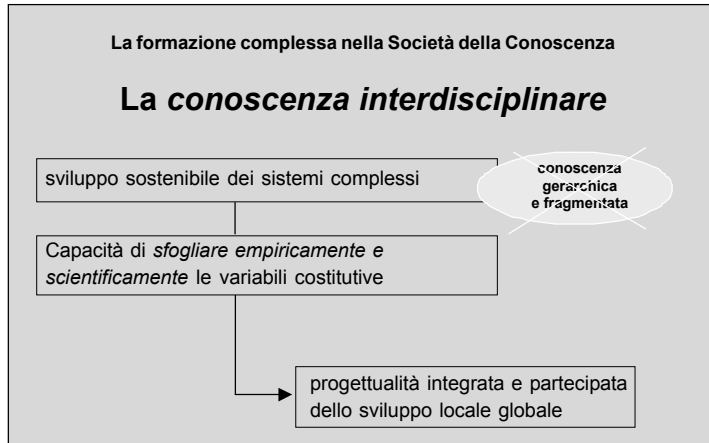 La formazione complessa nella Società della Conoscenza
La conoscenza interdisciplinare
sviluppo sostenibile dei sistemi complessi
conoscenza
gerarchica
e fragmentata
Capacità di sfogliare empiricamente e
scientificamente le variabili costitutive
progettualità integrata e partecipata
dello sviluppo locale globale